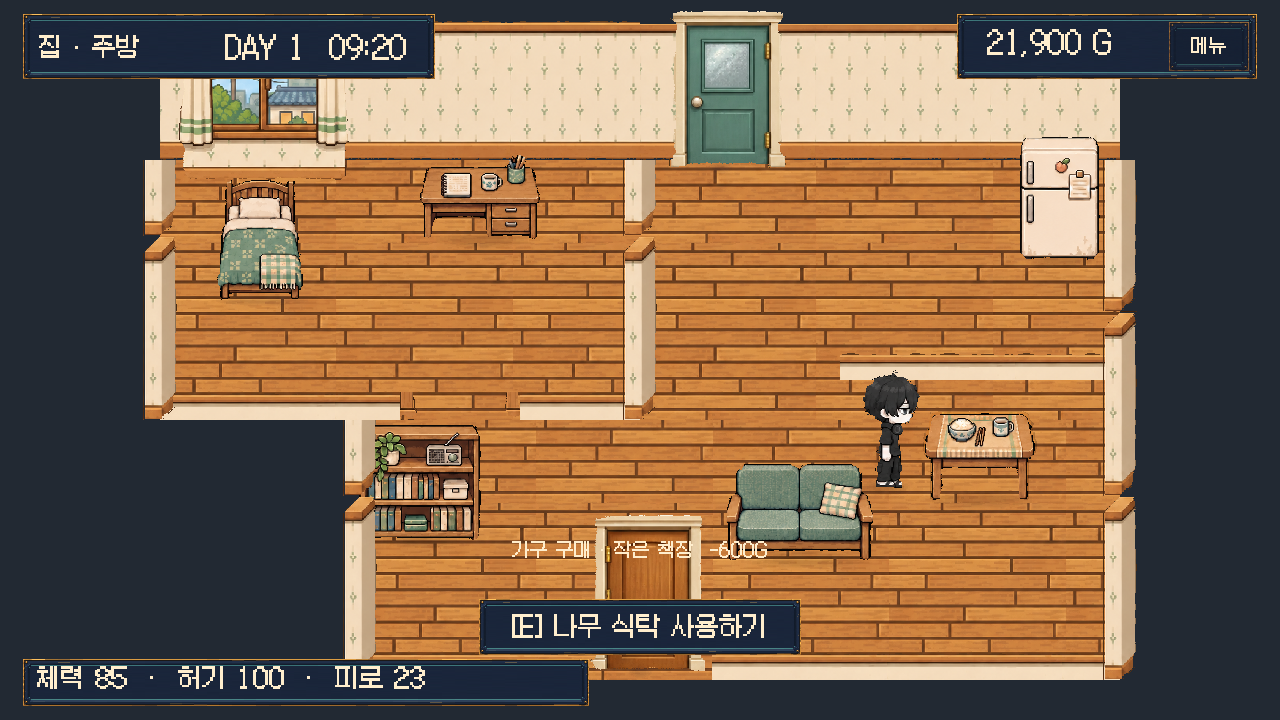 집 · 주방 DAY 1 09:20
21,900 G 메뉴
가구 구매 · 작은 책장 -600G
[E] 나무 식탁 사용하기
체력 85 · 허기 100 · 피로 23